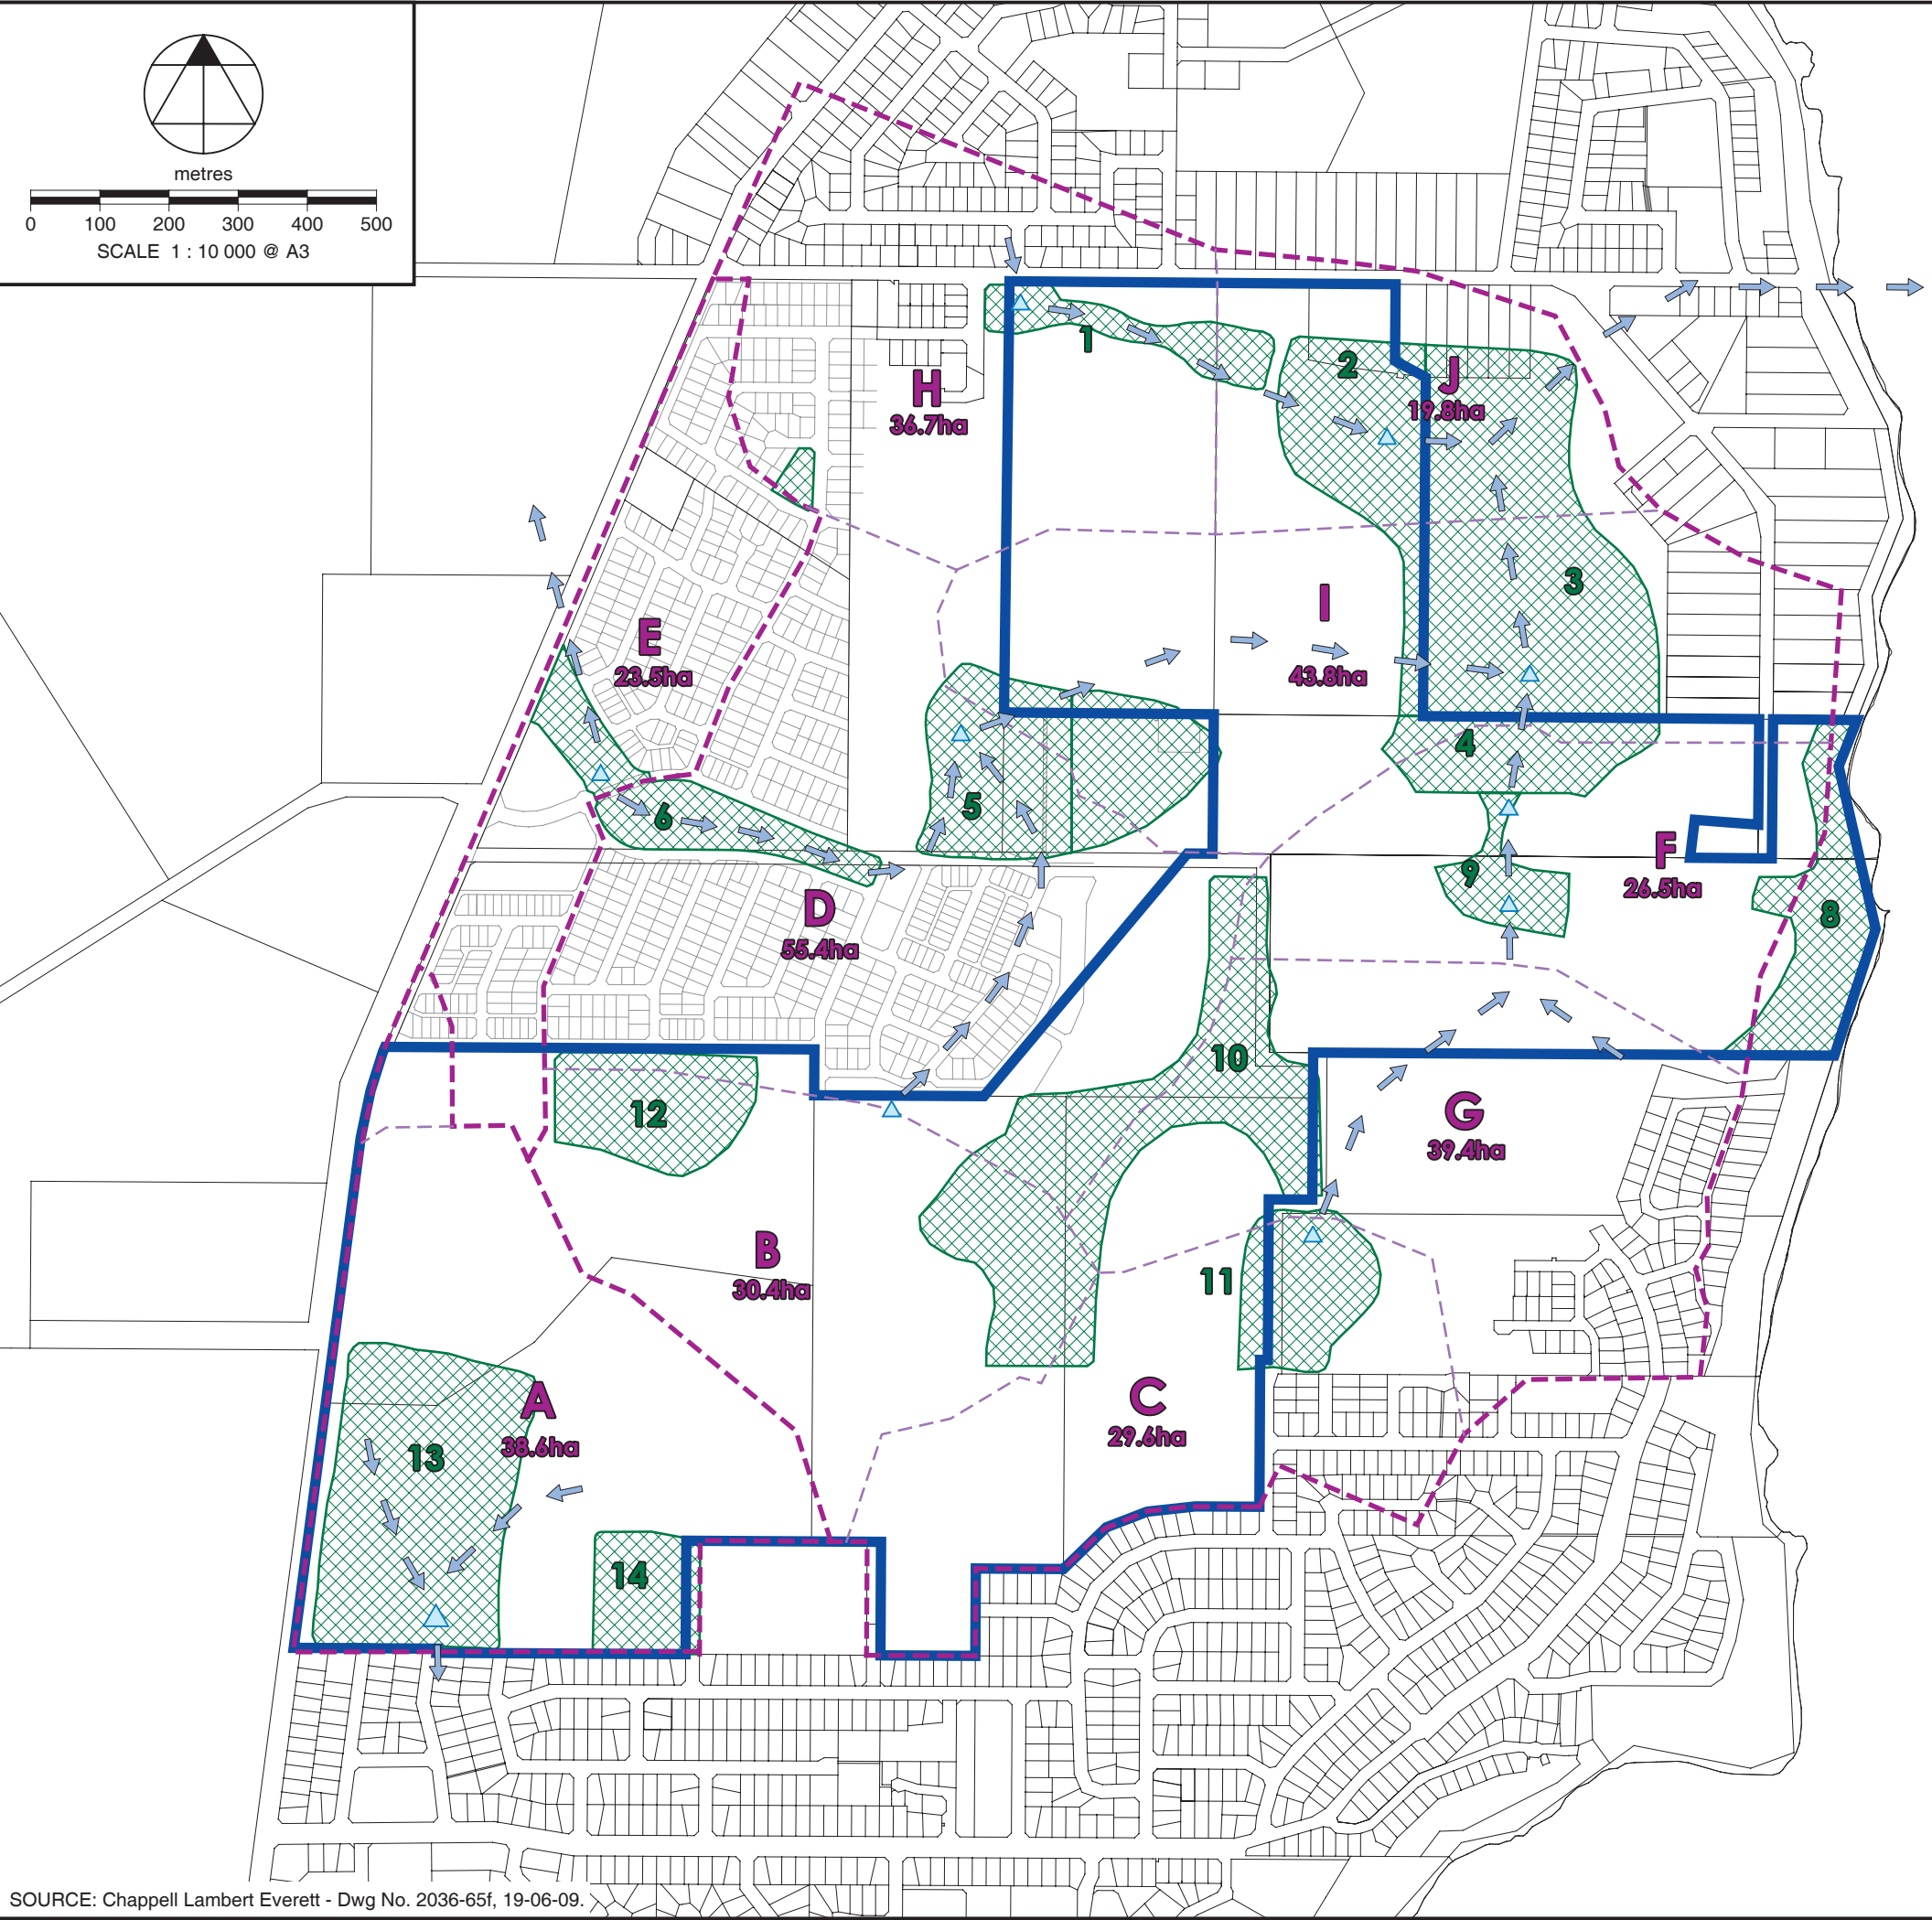 metres
0 100 200 300 400 500
SCALE 1 : 10 000 @ A3
1
2
H
36.7ha
J
19.8ha
3
I
43.8ha
E
23.5ha
4
5
6
F
26.5ha
9
8
D
55.4ha
10
12
G
39.4ha
B
30.4ha
11
C
29.6ha
A
38.6ha
13
14
SOURCE: Chappell Lambert Everett - Dwg No. 2036-65f, 19-06-09.